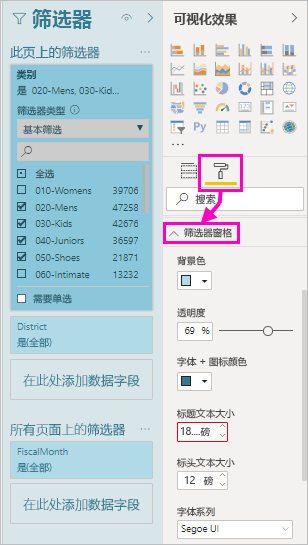 筛选器
此页上的筛选器 ...
类别
是 020-Mens, 030-Kid...
筛选器类型
基本筛选
全选
010-Womens 39706
020-Mens 47258
030-Kids 42676
040-Juniors 36597
050-Shoes 21871
060-Intimate 13232
需要单选
District
是(全部)
在此处添加数据字段
所有页面上的筛选器 ...
FiscalMonth
是(全部)
在此处添加数据字段
可视化效果
R Py
...
搜索
筛选器窗格
背景色
透明度
69 %
字体 + 图标颜色
标题文本大小
18.... 磅
标头文本大小
12 磅
字体系列
Segoe UI